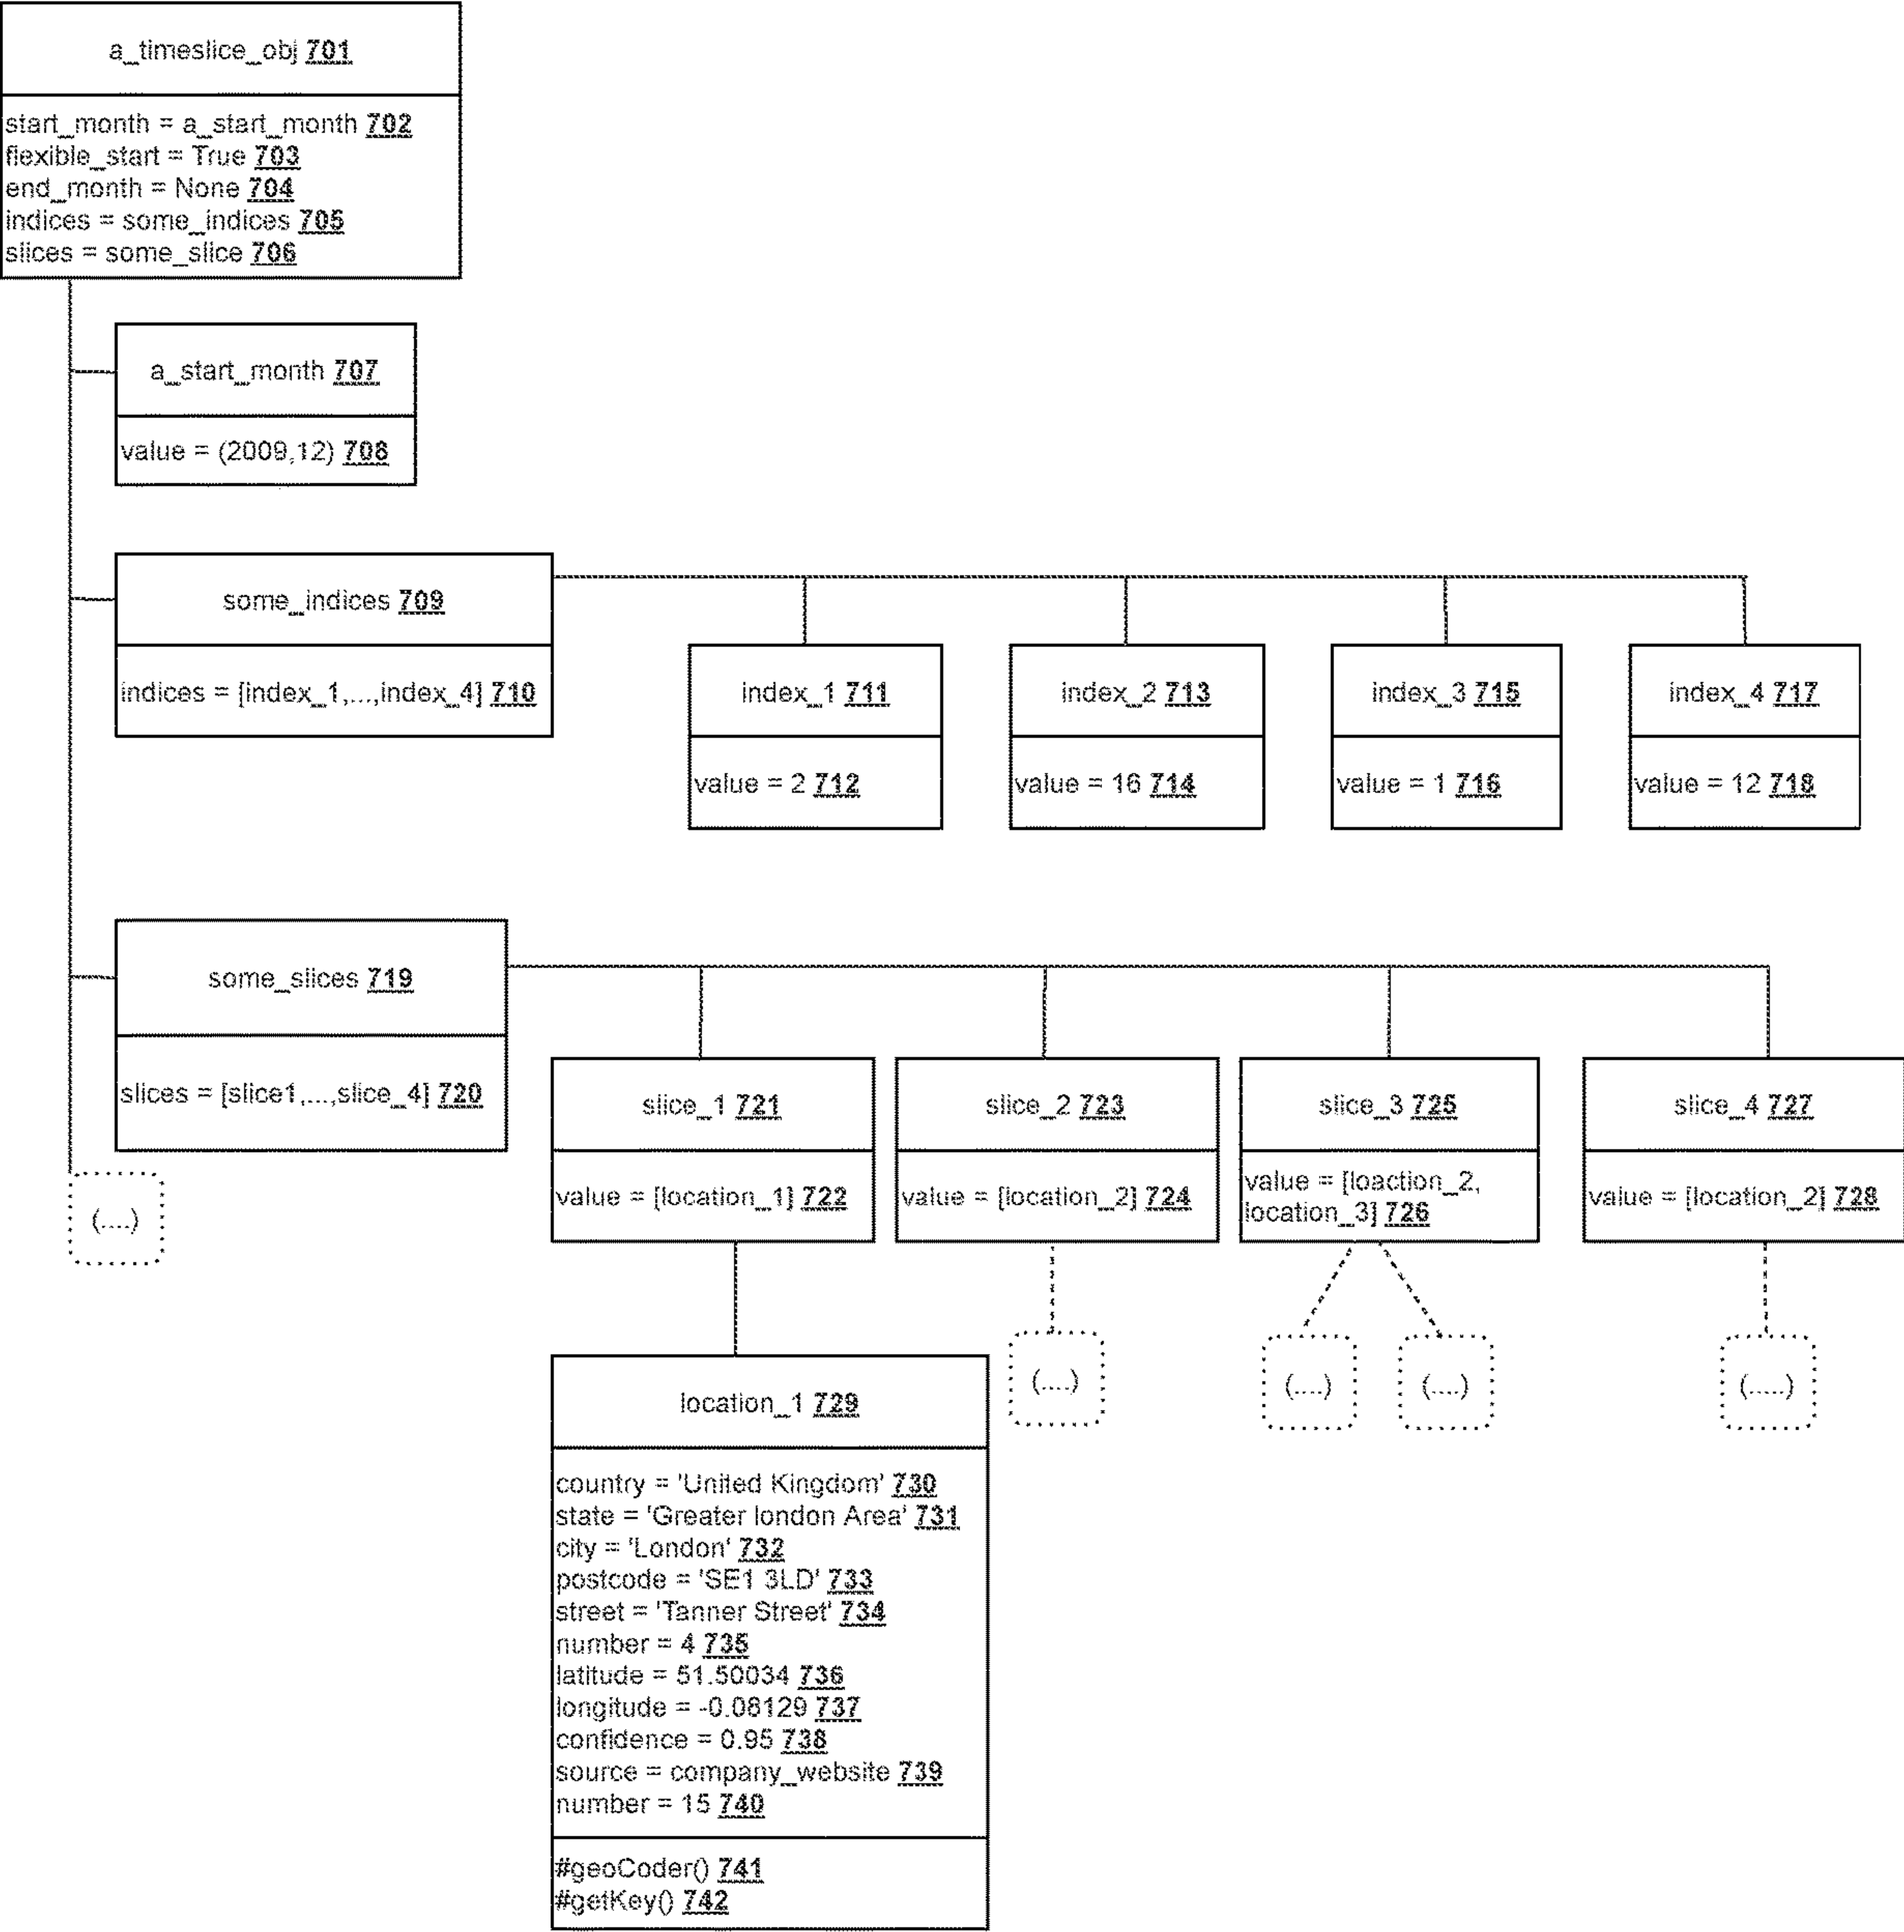 a_timeslice_obj 701
start_month = a_start_month 702
flexible_start = True 703
end_month = None 704
indices = some_indices 705
slices = some_slice 706
a_start_month 707
value = (2009,12) 708
some_indices 709
indices = [index_1,...,index_4] 710
index_1 711
value = 2 712
index_2 713
value = 16 714
index_3 715
value = 1 716
index_4 717
value = 12 718
some_slices 719
slices = [slice1,...,slice_4] 720
slice_1 721
value = [location_1] 722
slice_2 723
value = [location_2] 724
slice_3 725
value = [loaction_2,
location_3] 726
slice_4 727
value = [location_2] 728
(....)
(....)
(....)
(....)
(.....)
location_1 729
country = 'United Kingdom' 730
state = 'Greater london Area' 731
city = 'London' 732
postcode = 'SE1 3LD' 733
street = 'Tanner Street' 734
number = 4 735
latitude = 51.50034 736
longitude = -0.08129 737
confidence = 0.95 738
source = company_website 739
number = 15 740
#geoCoder() 741
#getKey() 742